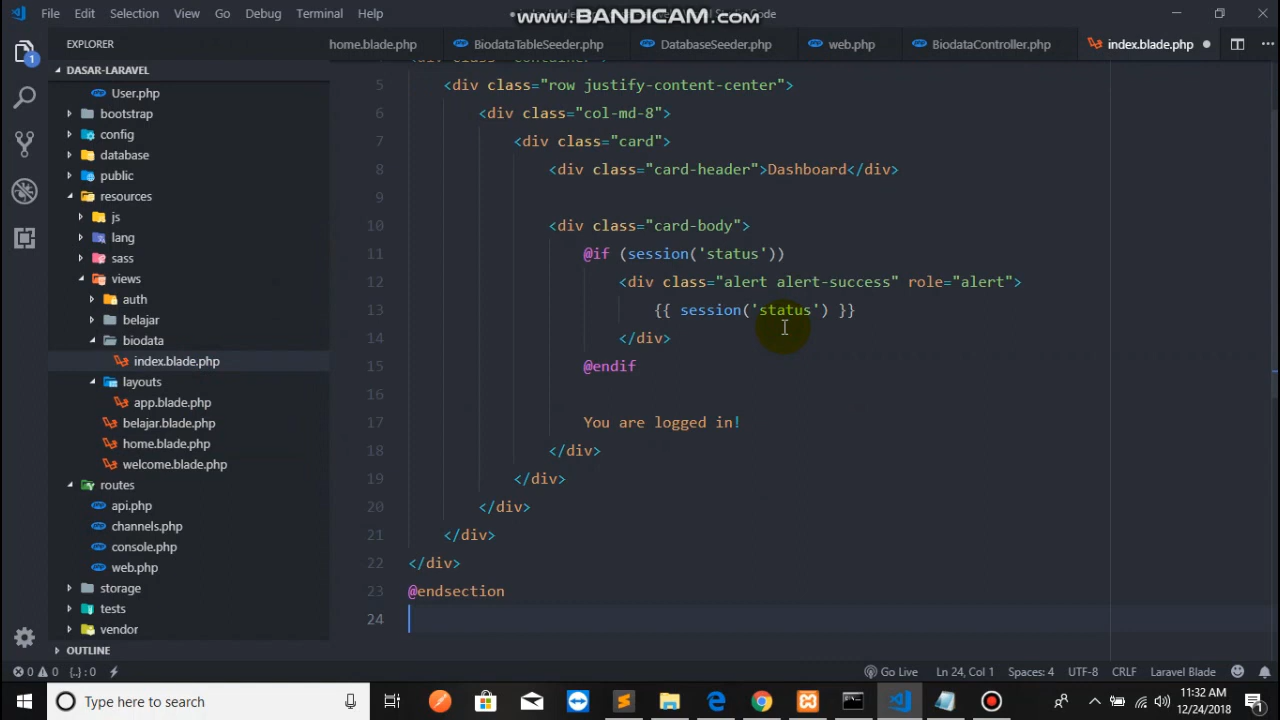 File Edit Selection View Go Debug Terminal Help
www.BANDICAM.com
Code
EXPLORER
home.blade.php
BiodataTableSeeder.php
DatabaseSeeder.php
web.php
BiodataController.php
index.blade.php
DASAR-LARAVEL
User.php
bootstrap
config
database
public
resources
js
lang
sass
views
auth
belajar
biodata
index.blade.php
layouts
app.blade.php
belajar.blade.php
home.blade.php
welcome.blade.php
routes
api.php
channels.php
console.php
web.php
storage
tests
vendor
OUTLINE
5 <div class="row justify-content-center">
6 <div class="col-md-8">
7 <div class="card">
8 <div class="card-header">Dashboard</div>
9
10 <div class="card-body">
11 @if (session('status'))
12 <div class="alert alert-success" role="alert">
13 {{ session('status') }}
14 </div>
15 @endif
16
17 You are logged in!
18 </div>
19 </div>
20 </div>
21 </div>
22 </div>
23 @endsection
24
0 0 {..} : 0 Go Live Ln 24, Col 1 Spaces: 4 UTF-8 CRLF Laravel Blade
Type here to search
11:32 AM
12/24/2018
1
1